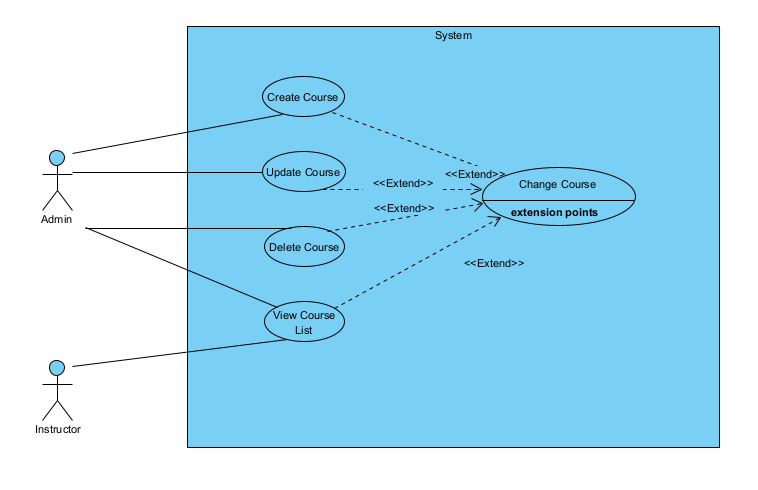 System
Create Course
Update Course
<<Extend>>
Change Course
<<Extend>>
<<Extend>>
extension points
Admin
Delete Course
<<Extend>>
View Course
List
Instructor